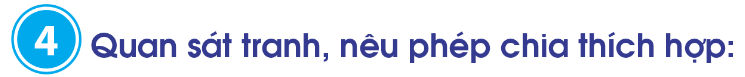 4 Quan sát tranh, nêu phép chia thích hợp: